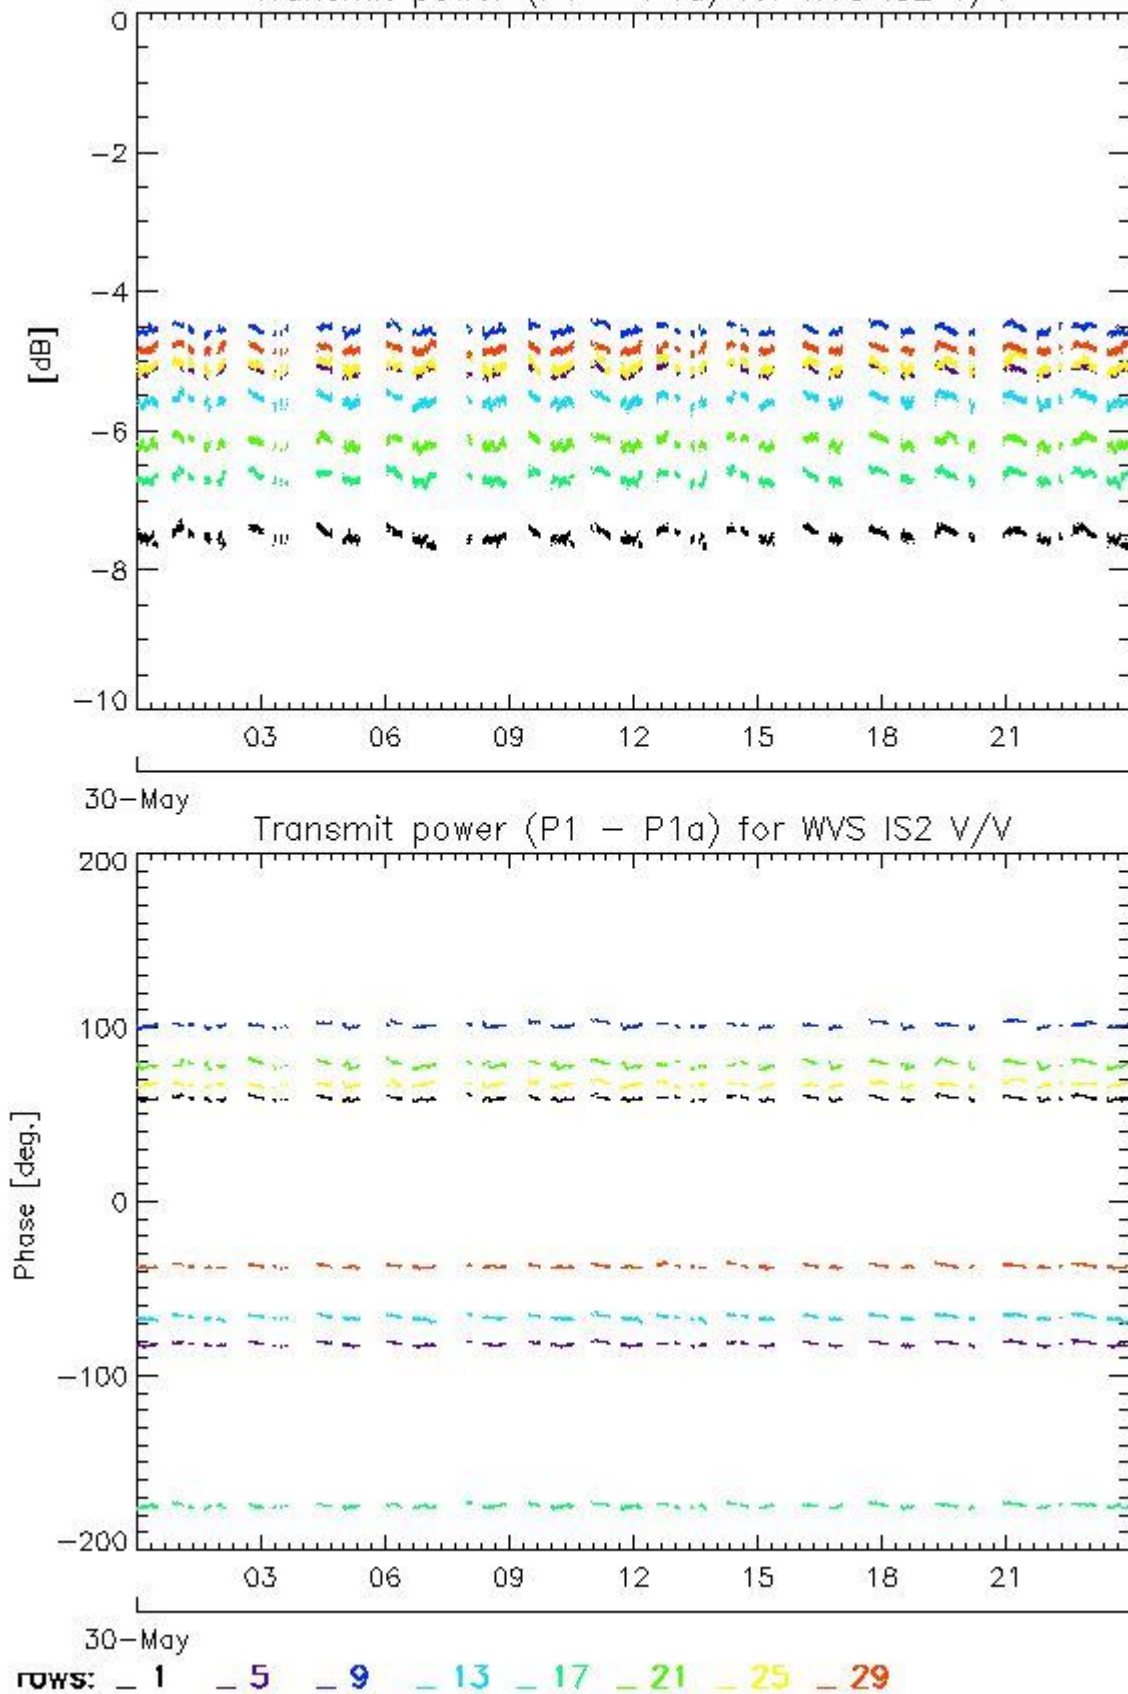 0
−2
−4
[dB]
−6
−8
−10
03 06 09 12 15 18 21
30−May
Transmit power (P1 − P1a) for WVS IS2 V/V
200
100
Phase [deg.]
0
−100
−200
03 06 09 12 15 18 21
30−May
rows: _ 1 _ 5 _ 9 _ 13 _ 17 _ 21 _ 25 _ 29